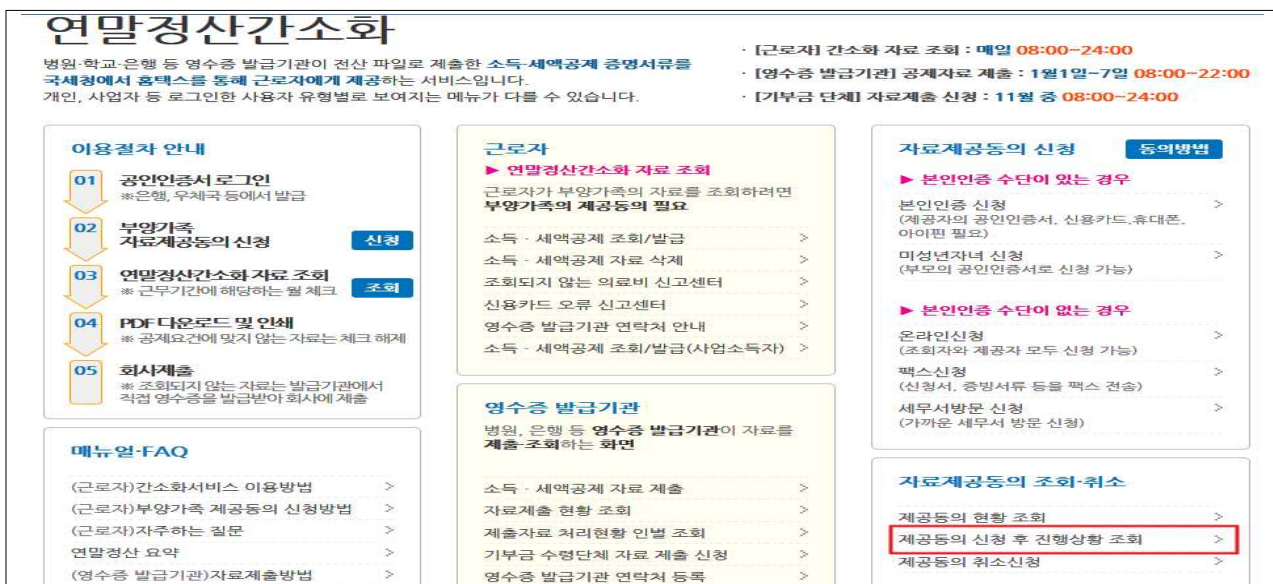 연말정산간소화
병원·학교·은행 등 영수증 발급기관이 전산 파일로 제출한 소득·세액공제 증명서류를
국세청에서 홈택스를 통해 근로자에게 제공하는 서비스입니다.
개인, 사업자 등 로그인한 사용자 유형별로 보여지는 메뉴가 다를 수 있습니다.
· [근로자] 간소화 자료 조회 : 매일 08:00~24:00
· [영수증 발급기관] 공제자료 제출 : 1월1일~7일 08:00~22:00
· [기부금 단체] 자료제출 신청 : 11월 중 08:00~24:00
이용절차 안내
01 공인인증서 로그인
※은행, 우체국 등에서 발급
02 부양가족
자료제공동의 신청 신청
03 연말정산간소화 자료 조회
※ 근무기간에 해당하는 월 체크 조회
04 PDF 다운로드 및 인쇄
※ 공제요건에 맞지 않는 자료는 체크 해제
05 회사제출
※ 조회되지 않는 자료는 발급기관에서
직접 영수증을 발급받아 회사에 제출
매뉴얼·FAQ
(근로자)간소화서비스 이용방법 >
(근로자)부양가족 제공동의 신청방법 >
(근로자)자주하는 질문 >
연말정산 요약 >
(영수증 발급기관)자료제출방법 >
근로자
▶ 연말정산간소화 자료 조회
근로자가 부양가족의 자료를 조회하려면
부양가족의 제공동의 필요
소득 · 세액공제 조회/발급 >
소득 · 세액공제 자료 삭제 >
조회되지 않는 의료비 신고센터 >
신용카드 오류 신고센터 >
영수증 발급기관 연락처 안내 >
소득 · 세액공제 조회/발급(사업소득자) >
영수증 발급기관
병원, 은행 등 영수증 발급기관이 자료를
제출·조회하는 화면
소득 · 세액공제 자료 제출 >
자료제출 현황 조회 >
제출자료 처리현황 인별 조회 >
기부금 수령단체 자료 제출 신청 >
영수증 발급기관 연락처 등록 >
자료제공동의 신청 동의방법
▶ 본인인증 수단이 있는 경우
본인인증 신청 >
(제공자의 공인인증서, 신용카드,휴대폰,
아이핀 필요)
미성년자녀 신청 >
(부모의 공인인증서로 신청 가능)
▶ 본인인증 수단이 없는 경우
온라인신청 >
(조회자와 제공자 모두 신청 가능)
팩스신청 >
(신청서, 증빙서류 등을 팩스 전송)
세무서방문 신청 >
(가까운 세무서 방문 신청)
자료제공동의 조회·취소
제공동의 현황 조회 >
제공동의 신청 후 진행상황 조회 >
제공동의 취소신청 >